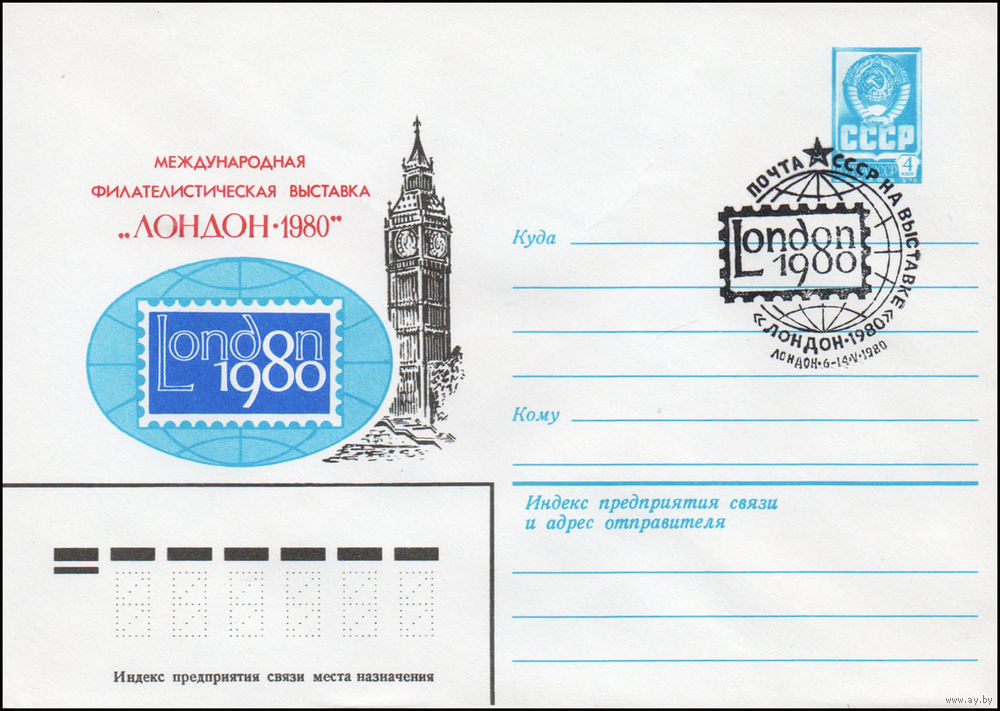 МЕЖДУНАРОДНАЯ
ФИЛАТЕЛИСТИЧЕСКАЯ ВЫСТАВКА
„ЛОНДОН·1980”
London
1980
СССР
4
КОП
ПОЧТА СССР НА ВЫСТАВКЕ
London
1980
«ЛОНДОН·1980»
ЛОНДОН·6–14·V·1980
Куда
Кому
Индекс предприятия связи
и адрес отправителя
Индекс предприятия связи места назначения
www.ay.by